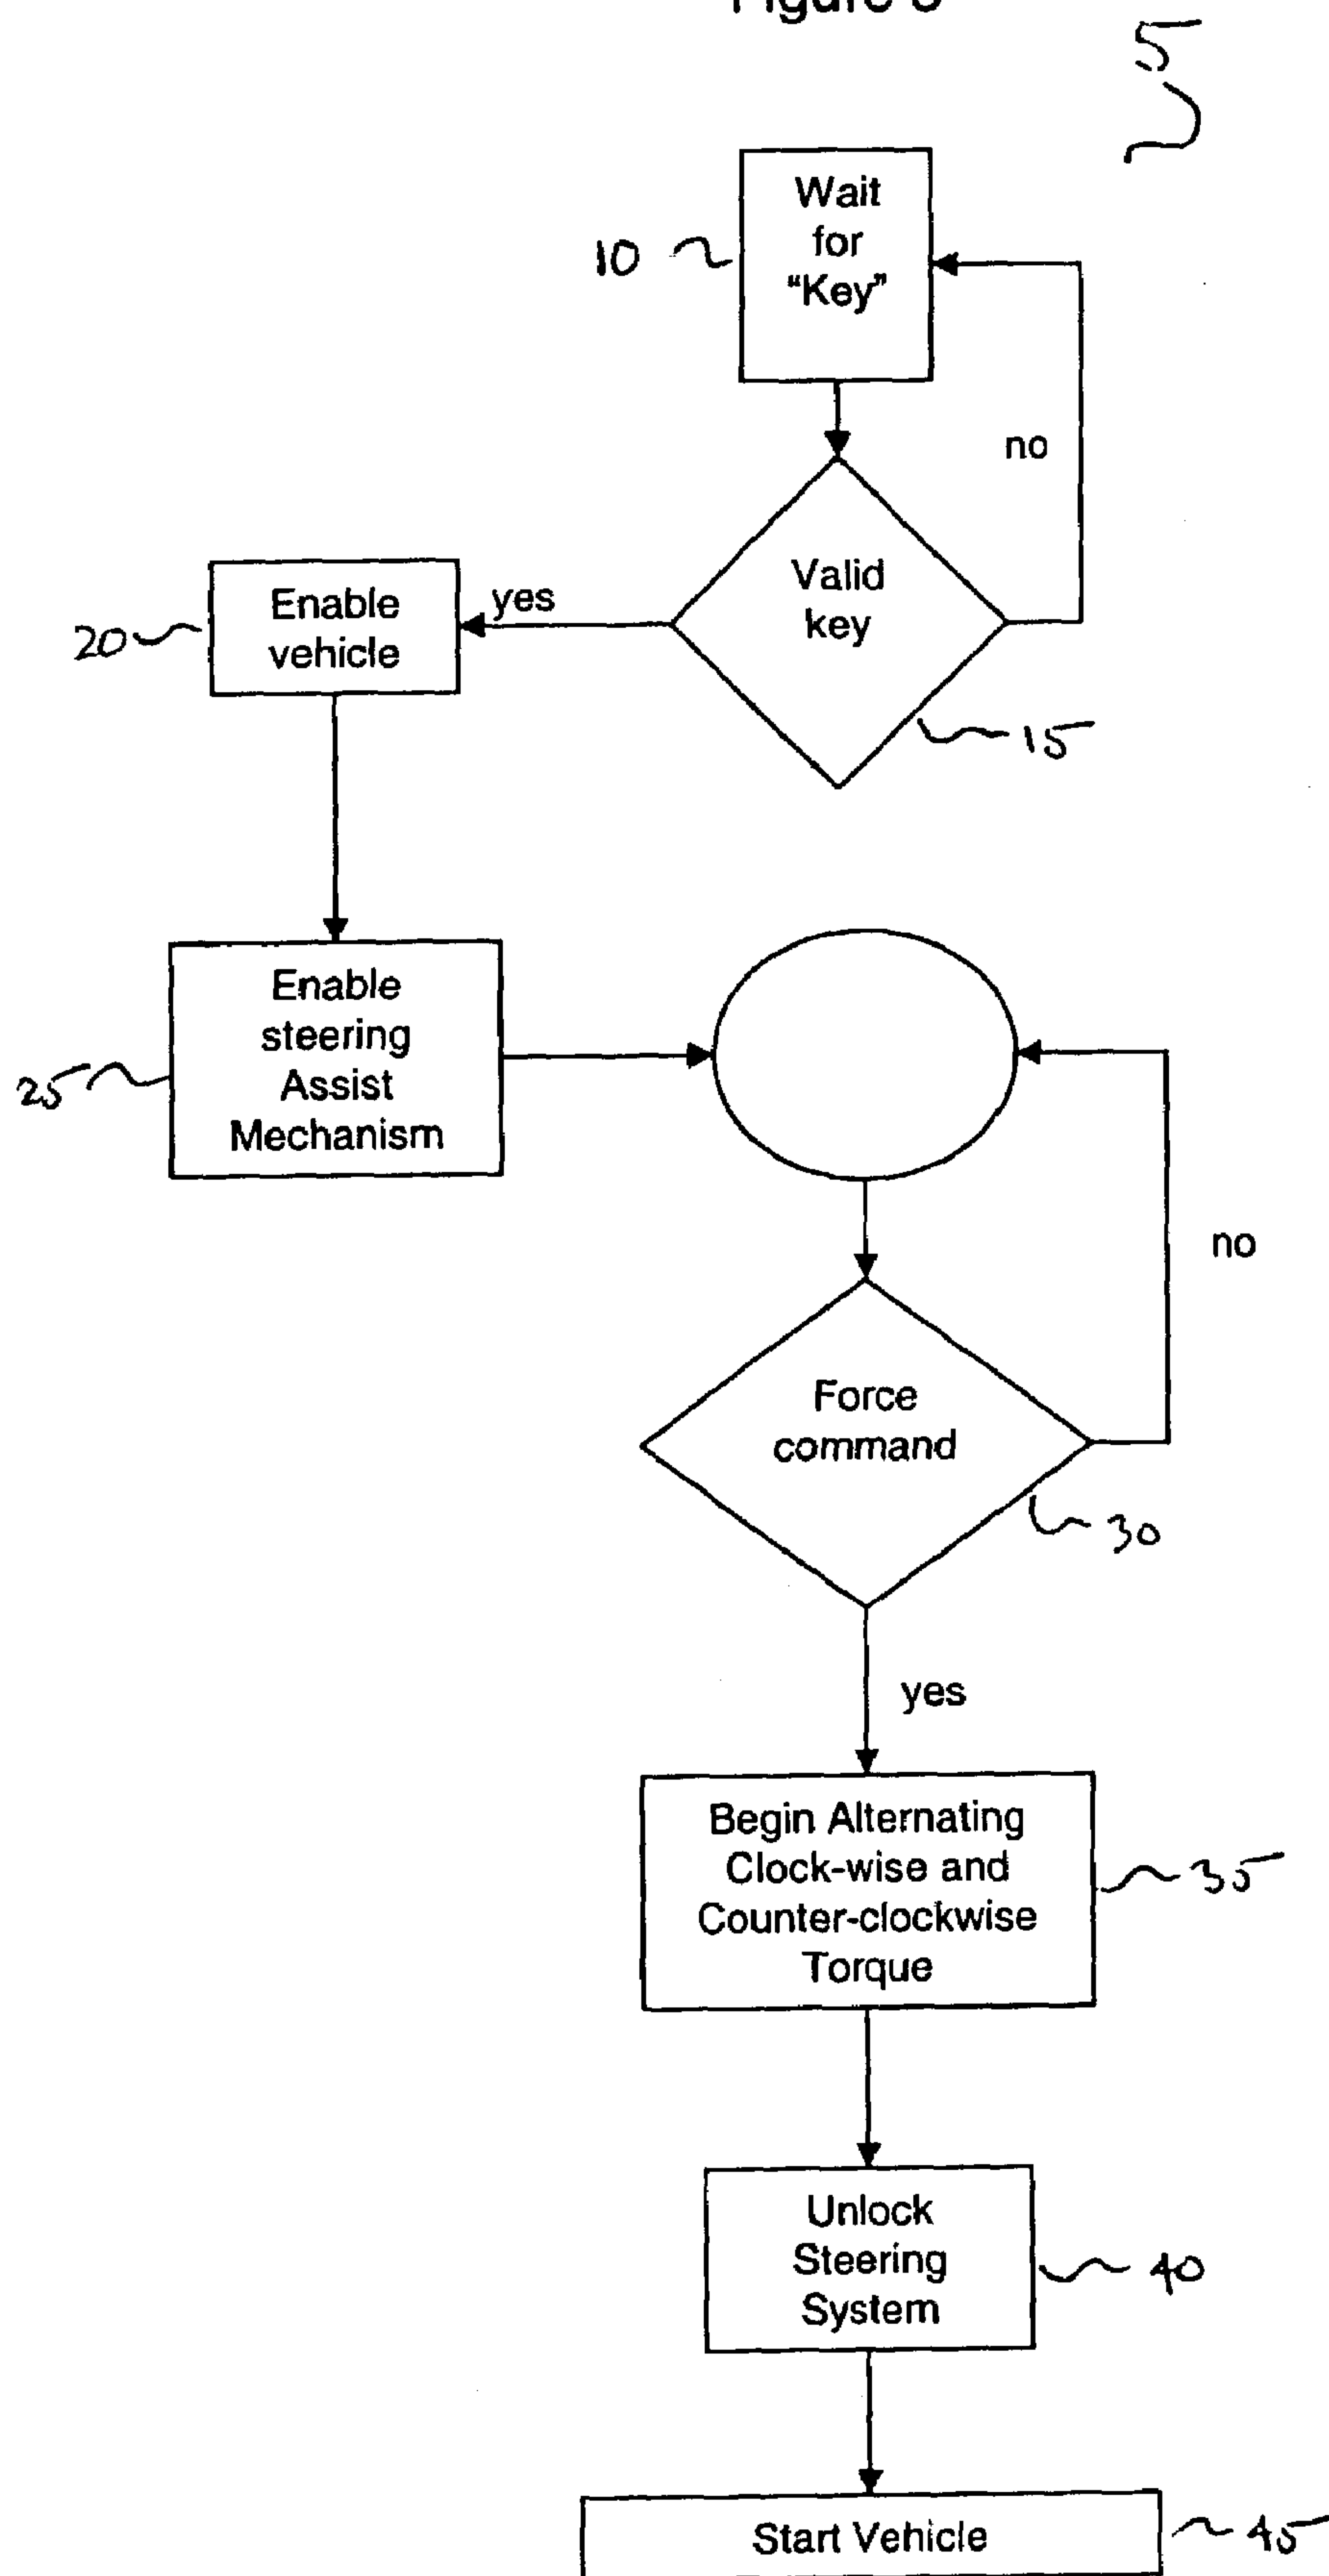 5
Wait
for
“Key”
10
no
Valid
key
yes
Enable
vehicle
20
15
Enable
steering
Assist
Mechanism
25
no
Force
command
30
yes
Begin Alternating
Clock-wise and
Counter-clockwise
Torque
35
Unlock
Steering
System
40
Start Vehicle
45